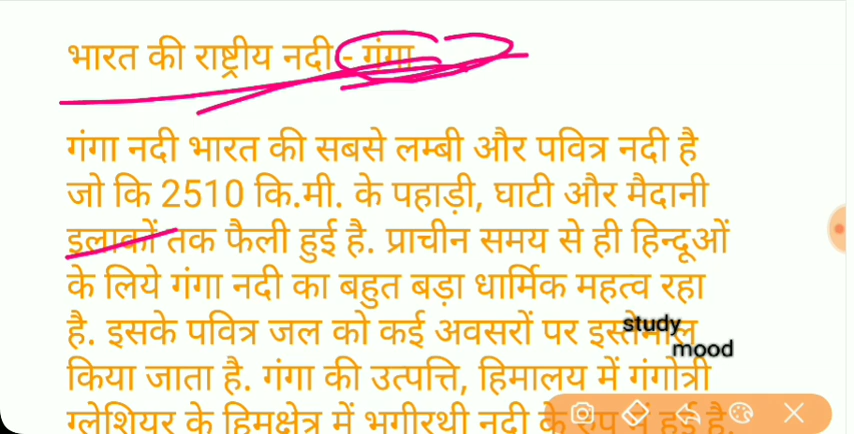 भारत की राष्ट्रीय नदी - गंगा
गंगा नदी भारत की सबसे लम्बी और पवित्र नदी है
जो कि 2510 कि.मी. के पहाड़ी, घाटी और मैदानी
इलाकों तक फैली हुई है. प्राचीन समय से ही हिन्दूओं
के लिये गंगा नदी का बहुत बड़ा धार्मिक महत्व रहा
है. इसके पवित्र जल को कई अवसरों पर इस्तेमाल
study
mood
किया जाता है. गंगा की उत्पत्ति, हिमालय में गंगोत्री
ग्लेशियर के हिमक्षेत्र में भगीरथी नदी के